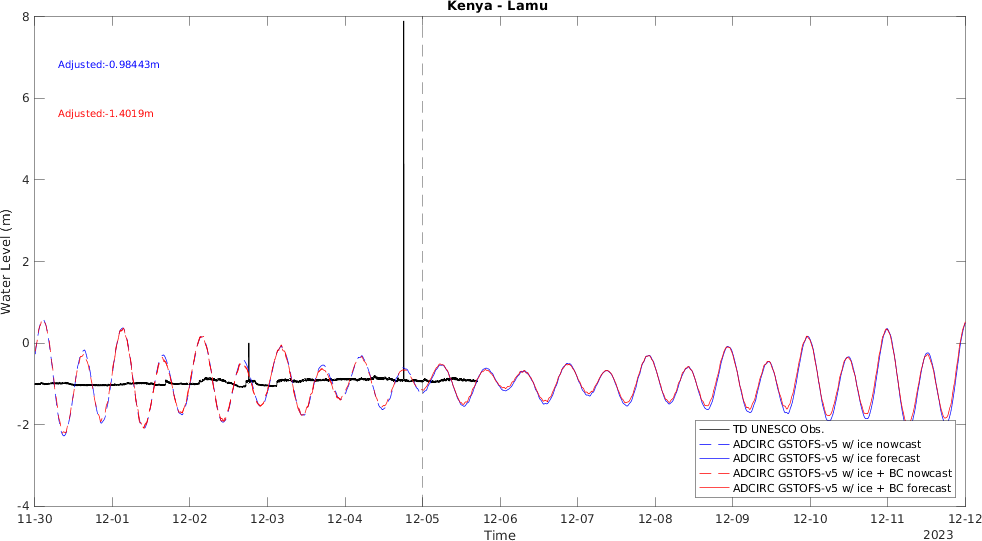 Kenya - Lamu
8
6
4
2
0
-2
-4
Water Level (m)
Adjusted:-0.98443m
Adjusted:-1.4019m
TD UNESCO Obs.
ADCIRC GSTOFS-v5 w/ ice nowcast
ADCIRC GSTOFS-v5 w/ ice forecast
ADCIRC GSTOFS-v5 w/ ice + BC nowcast
ADCIRC GSTOFS-v5 w/ ice + BC forecast
11-30 12-01 12-02 12-03 12-04 12-05 12-06 12-07 12-08 12-09 12-10 12-11 12-12
Time
2023